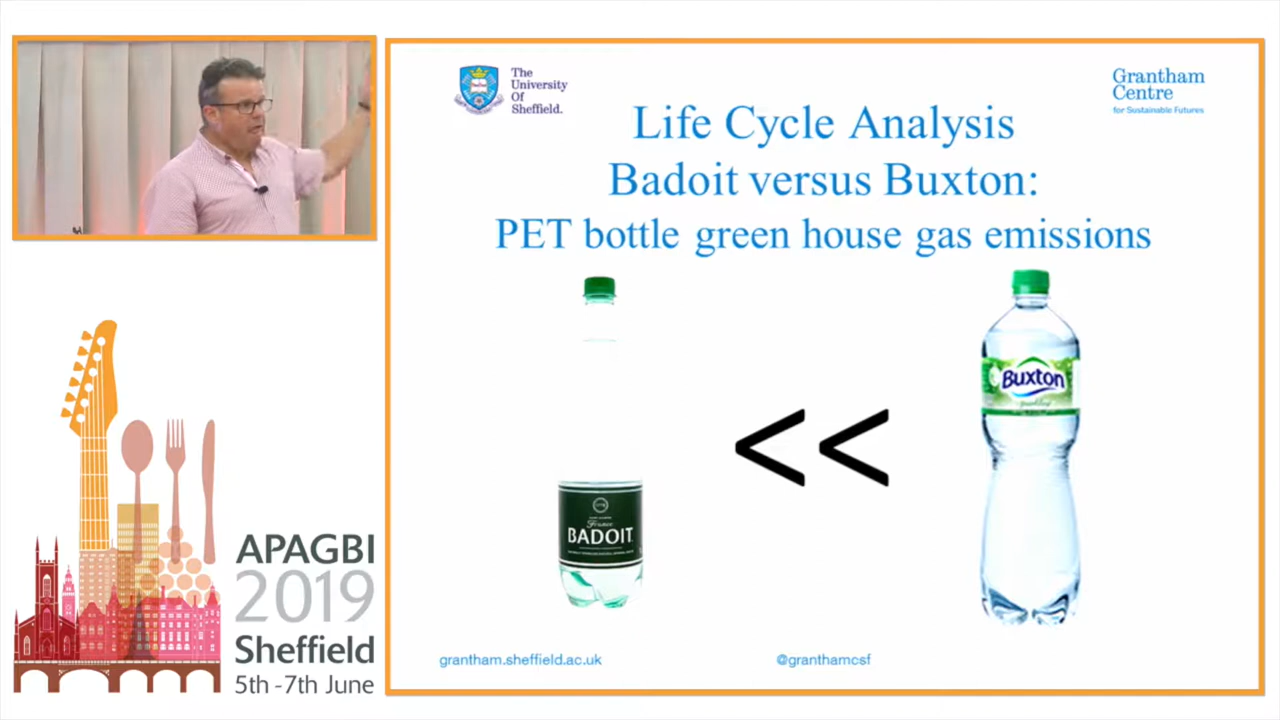 The
University
Of
Sheffield.
Grantham
Centre
for Sustainable Futures
Life Cycle Analysis
Badoit versus Buxton:
PET bottle green house gas emissions
Buxton
France
BADOIT
<<
APAGBI
2019
Sheffield
5th -7th June
grantham.sheffield.ac.uk
@granthamcsf